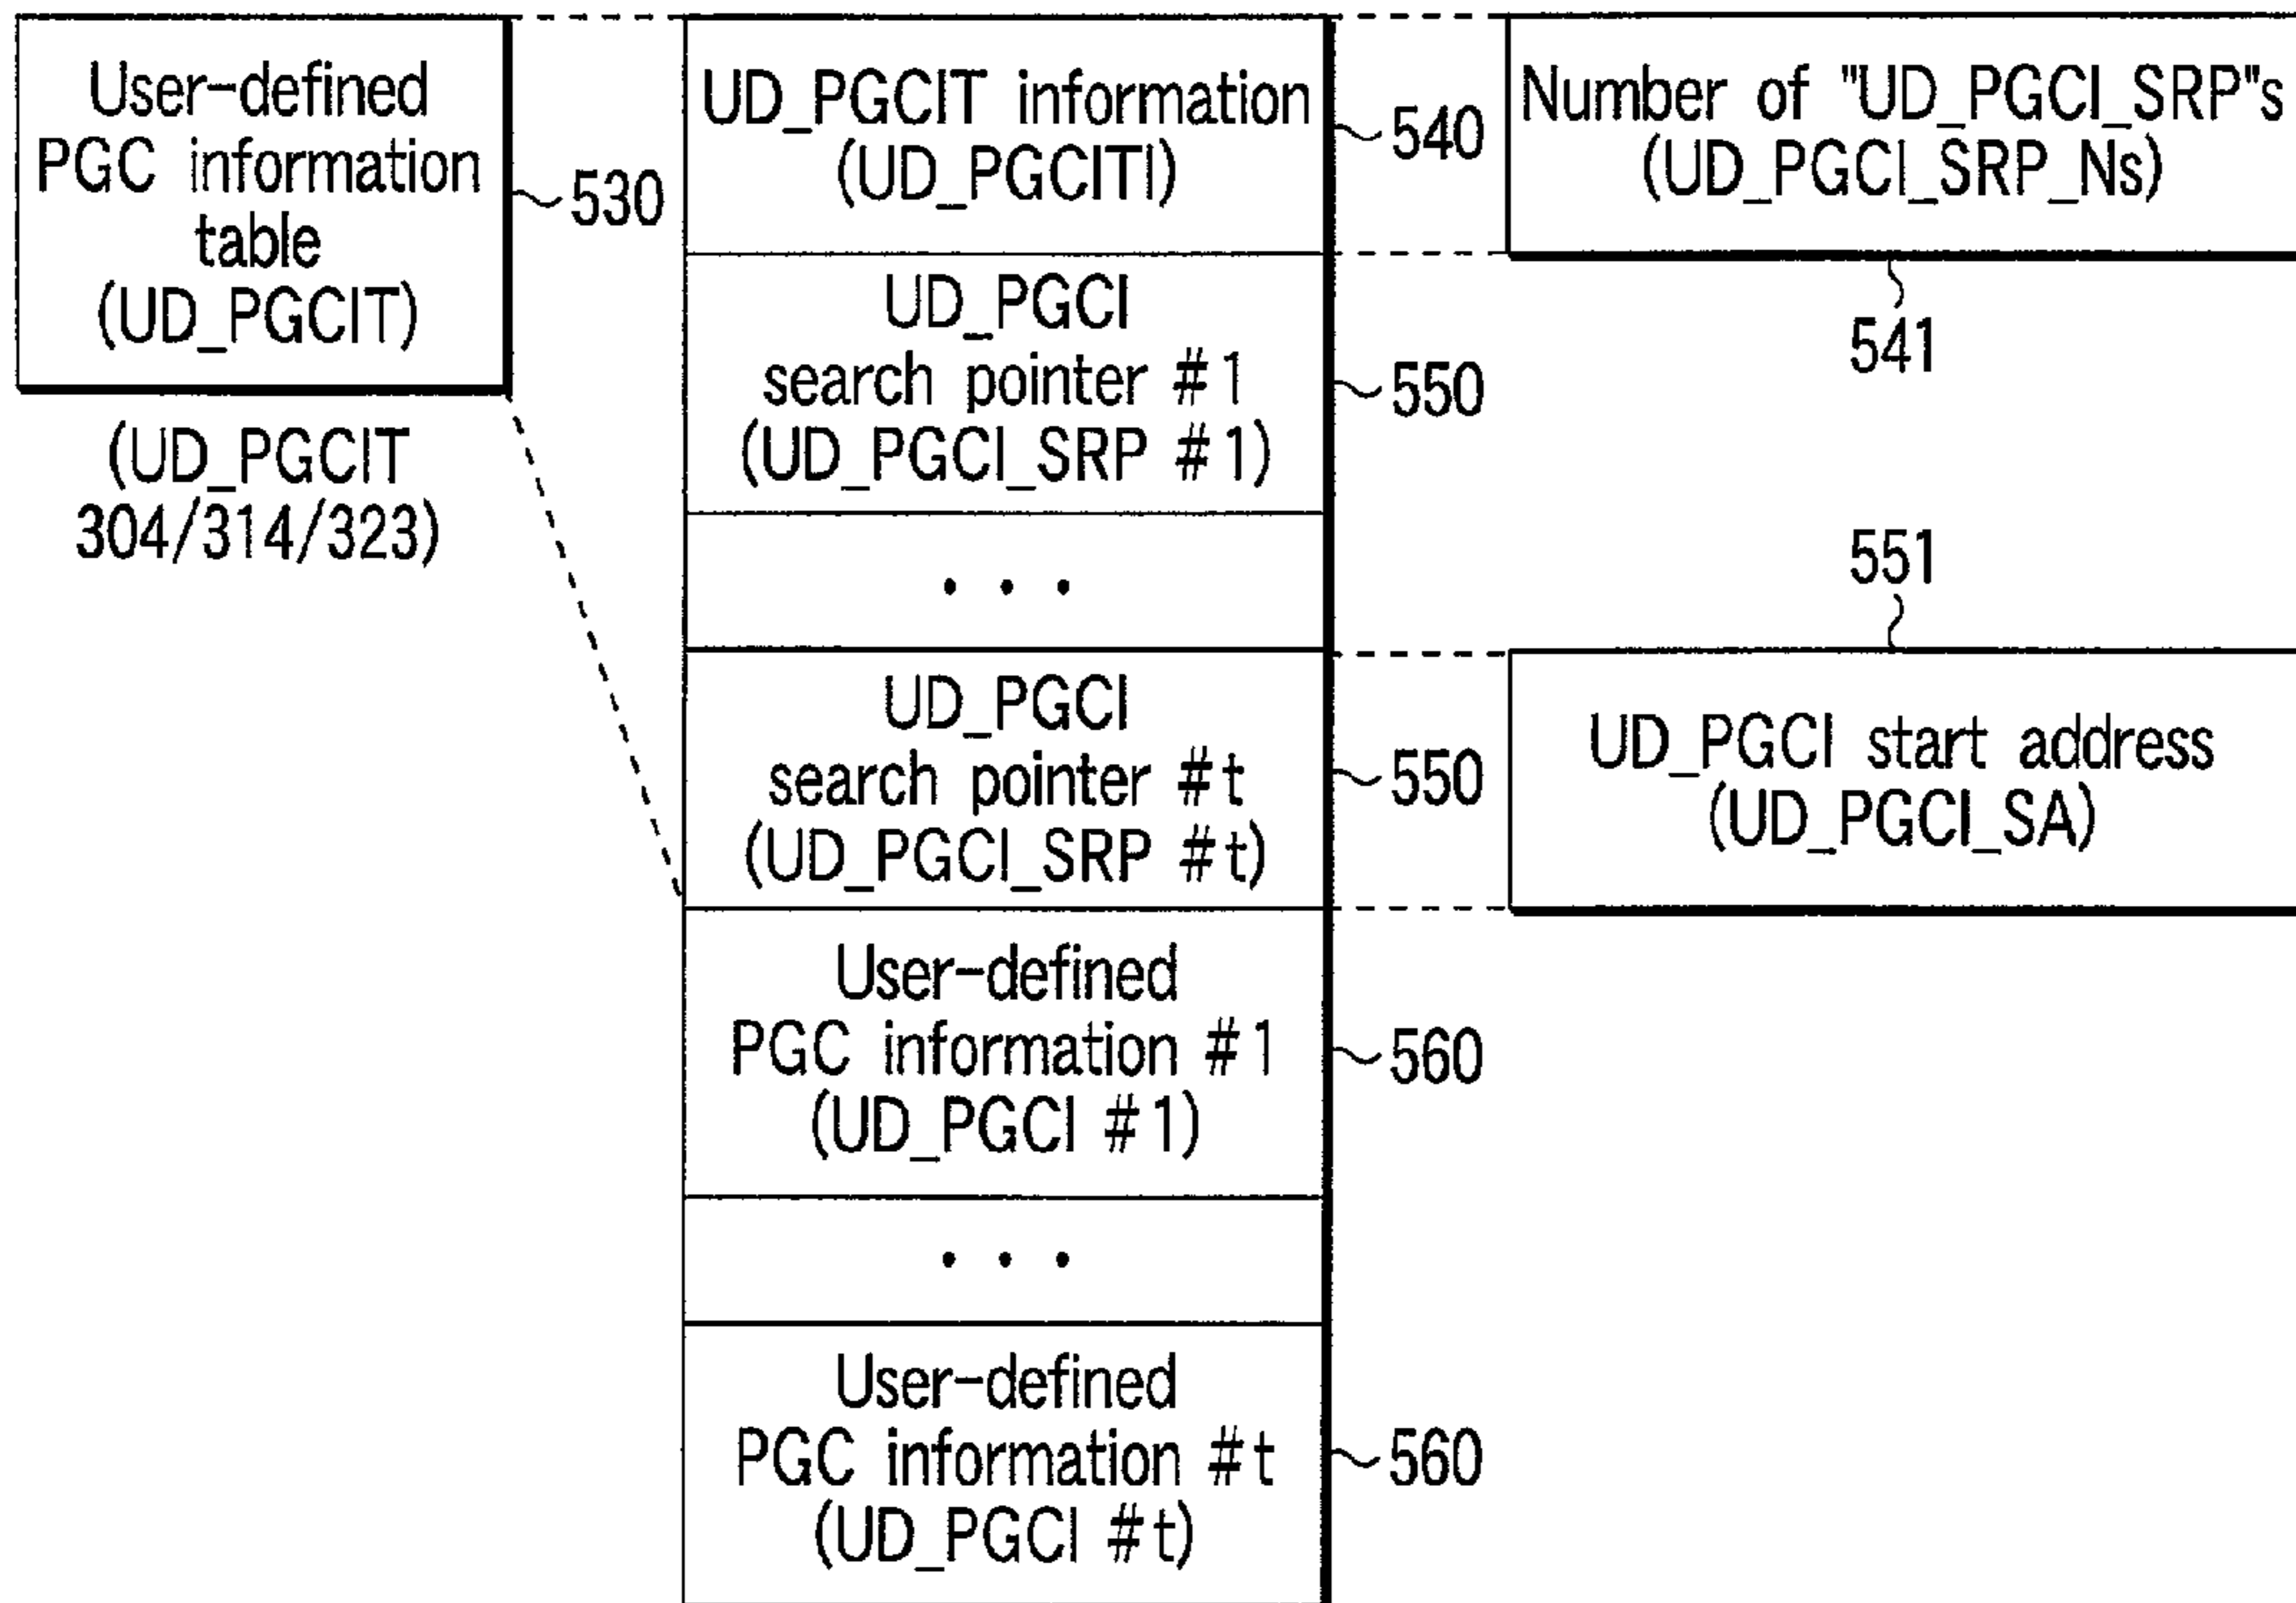 User-defined
PGC information
table
(UD_PGCIT)
530
(UD_PGCIT
304/314/323)
UD_PGCIT information
(UD_PGCITI)
540
UD_PGCI
search pointer #1
(UD_PGCI_SRP #1)
550
. . .
UD_PGCI
search pointer #t
(UD_PGCI_SRP #t)
550
User-defined
PGC information #1
(UD_PGCI #1)
560
. . .
User-defined
PGC information #t
(UD_PGCI #t)
560
Number of "UD_PGCI_SRP"s
(UD_PGCI_SRP_Ns)
541
551
UD_PGCI start address
(UD_PGCI_SA)